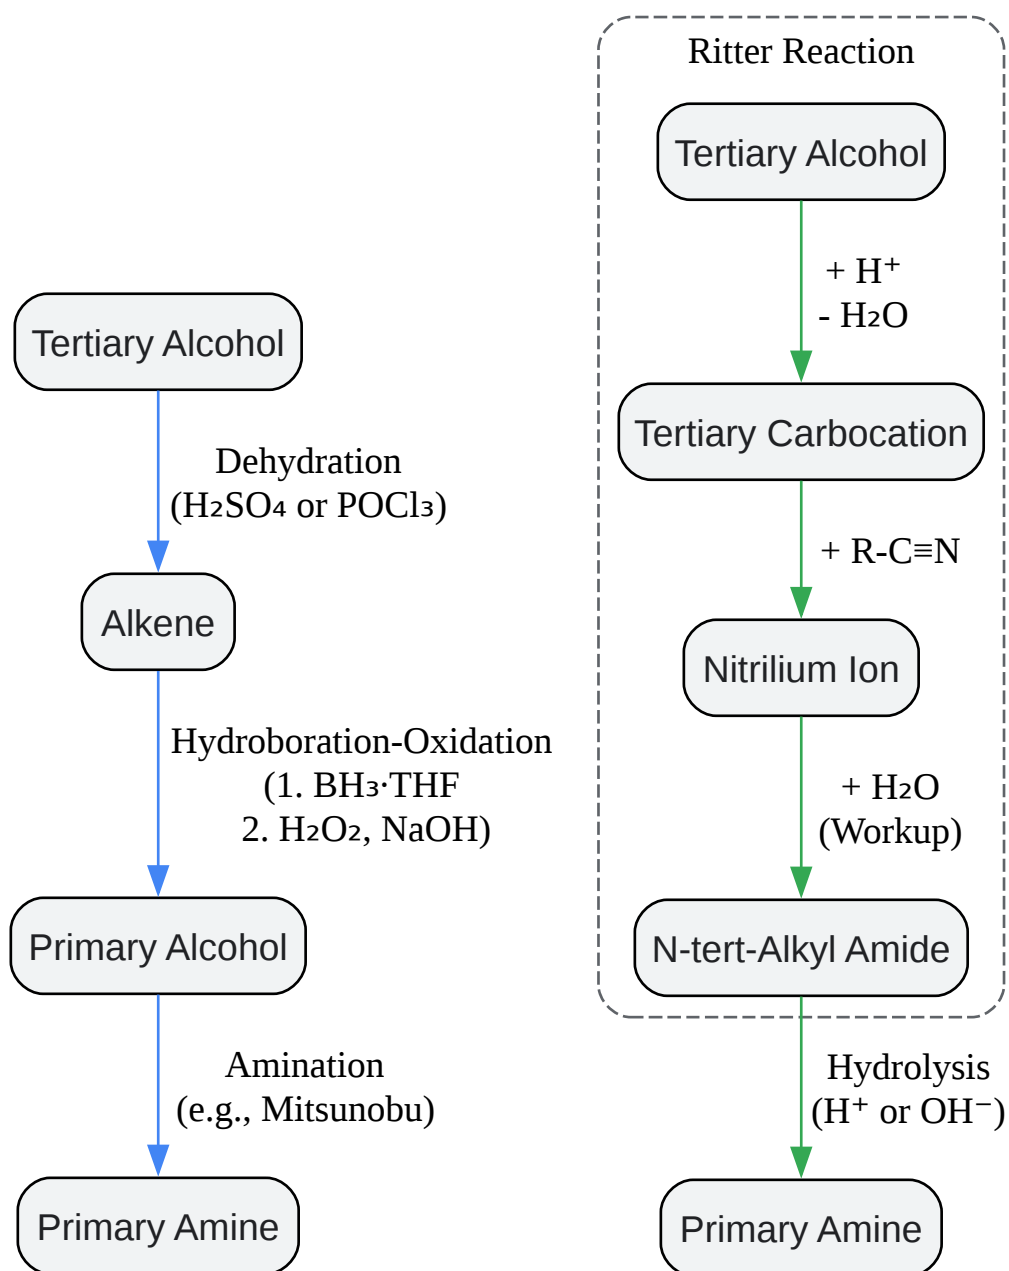 Tertiary Alcohol
Dehydration
(H₂SO₄ or POCl₃)
Alkene
Hydroboration-Oxidation
(1. BH₃·THF
2. H₂O₂, NaOH)
Primary Alcohol
Amination
(e.g., Mitsunobu)
Primary Amine
Ritter Reaction
Tertiary Alcohol
+ H⁺
- H₂O
Tertiary Carbocation
+ R-C≡N
Nitrilium Ion
+ H₂O
(Workup)
N-tert-Alkyl Amide
Hydrolysis
(H⁺ or OH⁻)
Primary Amine